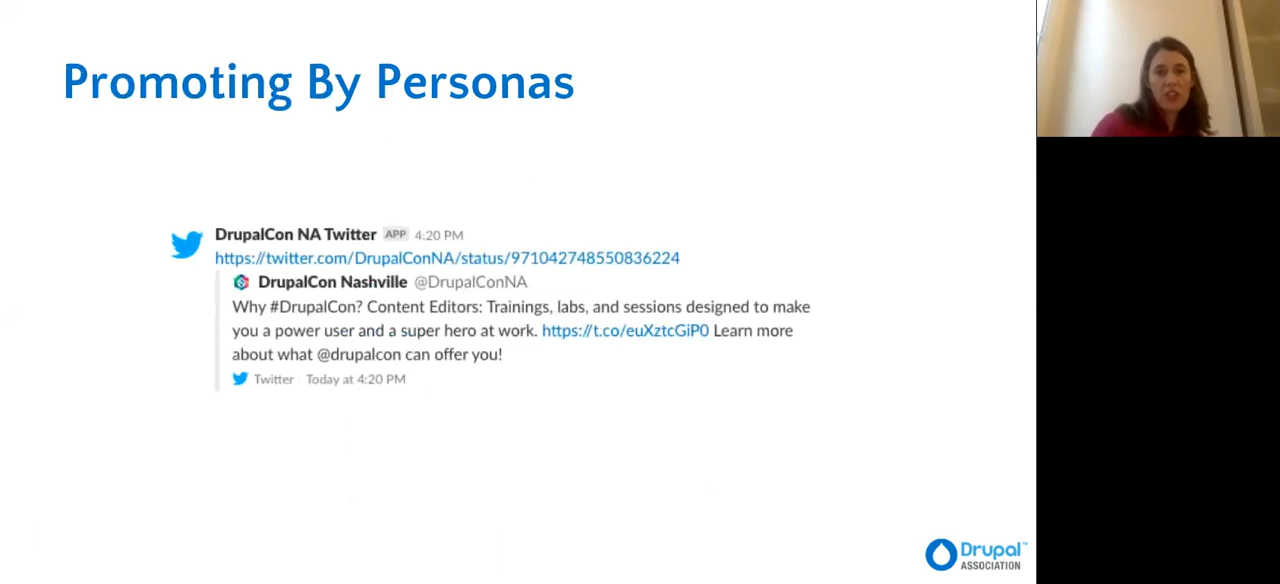 Promoting By Personas
DrupalCon NA Twitter APP 4:20 PM
https://twitter.com/DrupalConNA/status/971042748550836224
DrupalCon Nashville @DrupalConNA
Why #DrupalCon? Content Editors: Trainings, labs, and sessions designed to make
you a power user and a super hero at work. https://t.co/euXztcGiP0 Learn more
about what @drupalcon can offer you!
Twitter Today at 4:20 PM
Drupal™
ASSOCIATION